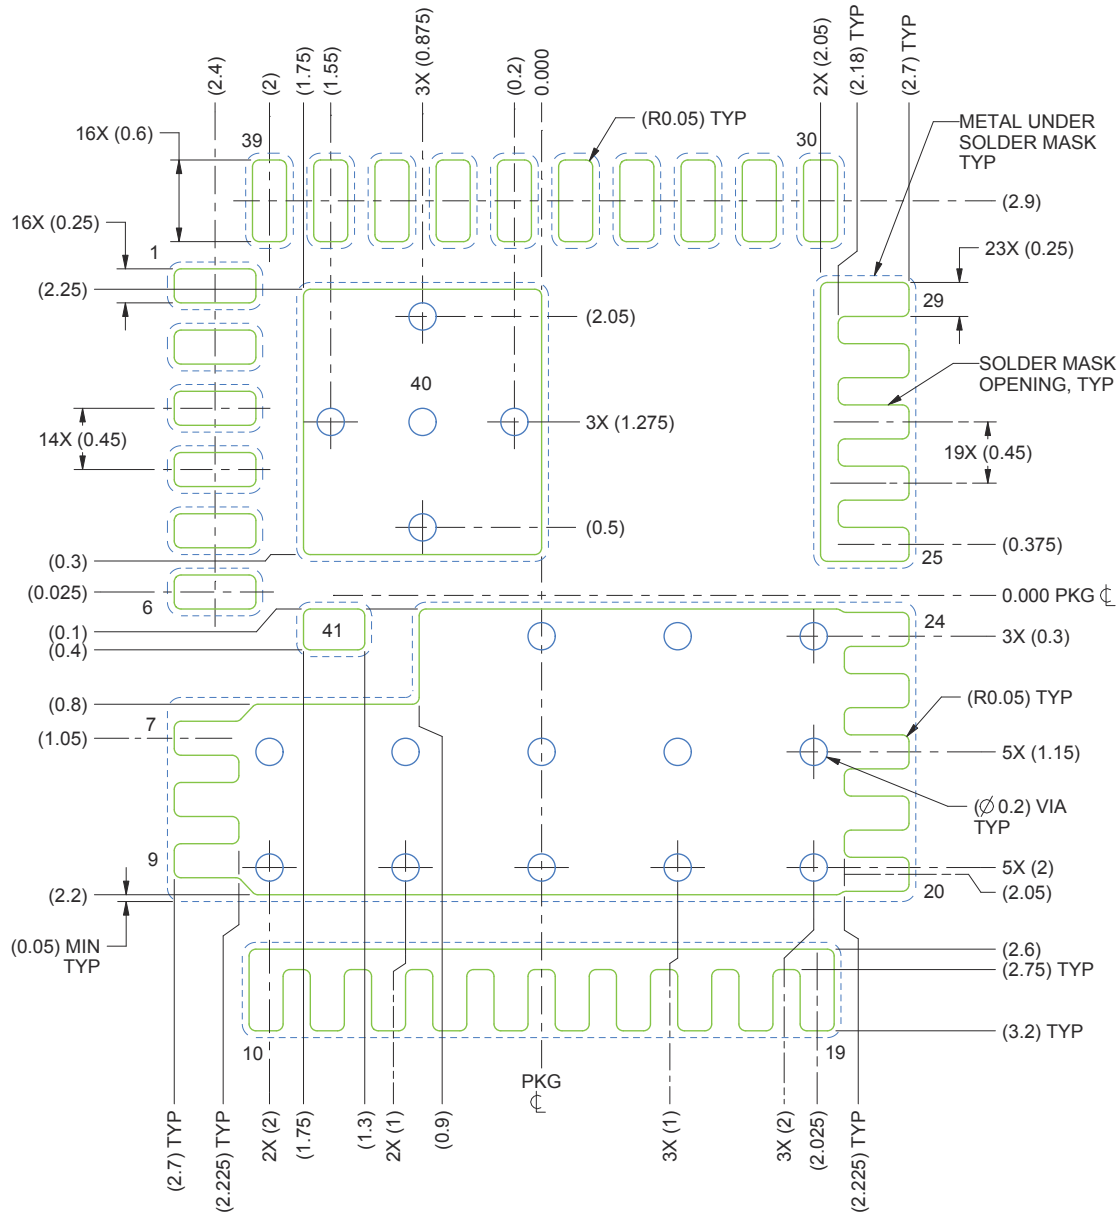 (2.4)
(2)
(1.75)
(1.55)
3X (0.875)
(0.2)
0.000
2X (2.05)
(2.18) TYP
(2.7) TYP
16X (0.6)
39
(R0.05) TYP
30
METAL UNDER
SOLDER MASK
TYP
(2.9)
16X (0.25)
1
23X (0.25)
(2.25)
29
(2.05)
SOLDER MASK
OPENING, TYP
40
3X (1.275)
14X (0.45)
19X (0.45)
(0.5)
(0.375)
(0.3)
25
(0.025)
6
0.000 PKG ℄
(0.1)
41
24
(0.4)
3X (0.3)
(0.8)
(R0.05) TYP
7
(1.05)
5X (1.15)
(Ø 0.2) VIA
TYP
9
5X (2)
(2.2)
20
(2.05)
(0.05) MIN
TYP
(2.6)
(2.75) TYP
(3.2) TYP
10
19
PKG
℄
(2.7) TYP
(2.225) TYP
2X (2)
(1.75)
(1.3)
2X (1)
(0.9)
3X (1)
3X (2)
(2.025)
(2.225) TYP